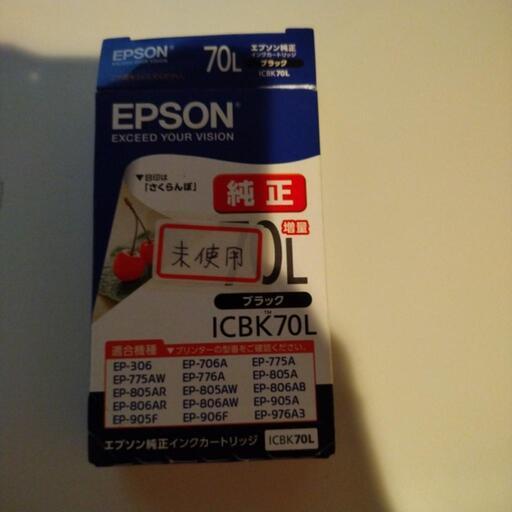 EPSON
EXCEED YOUR VISION
70L
エプソン純正
インクカートリッジ
ブラック
ICBK70L
EPSON
EXCEED YOUR VISION
▼目印は
「さくらんぼ」
純正
増量
0L
未使用
ブラック
ICBK70L™
適合機種 ▼プリンターの型番をご確認ください。
EP-306 EP-706A EP-775A
EP-775AW EP-776A EP-805A
EP-805AR EP-805AW EP-806AB
EP-806AR EP-806AW EP-905A
EP-905F EP-906F EP-976A3
エプソン純正インクカートリッジ ICBK70L